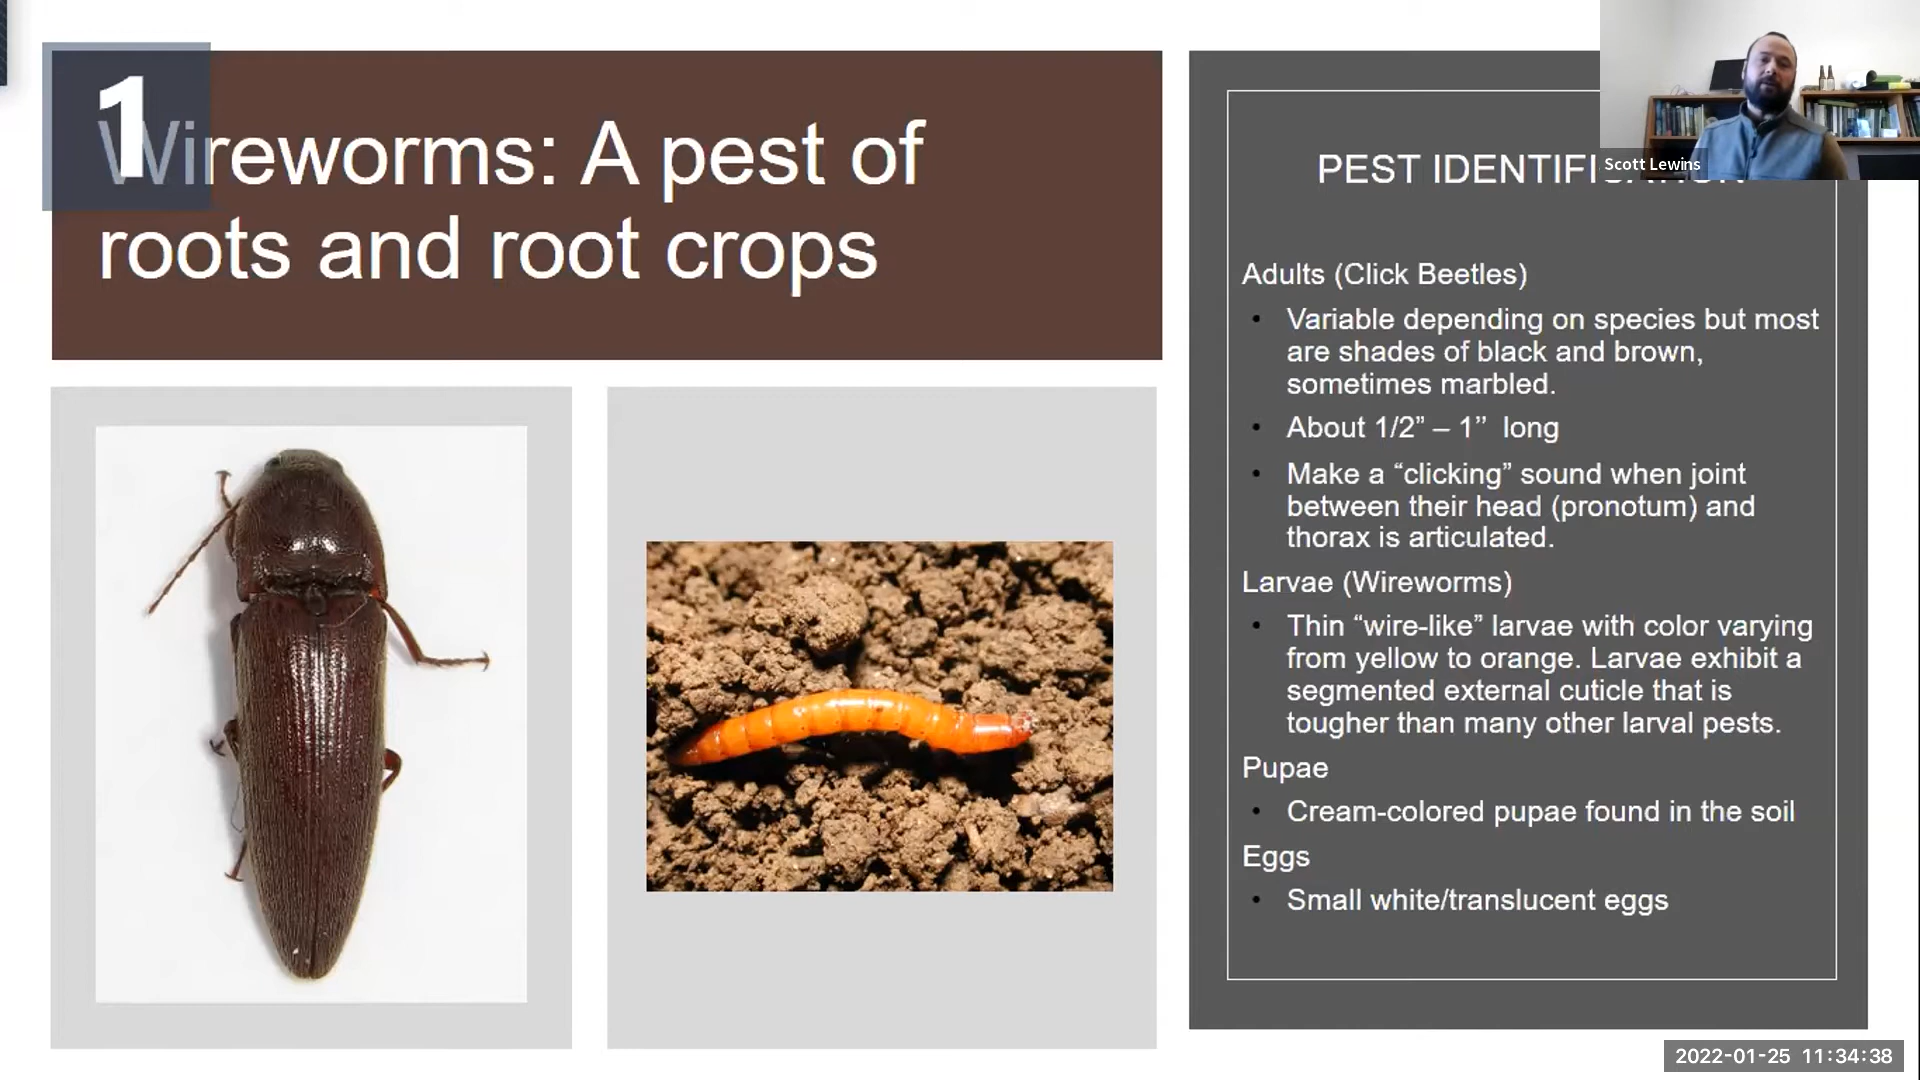 1
Wireworms: A pest of
roots and root crops
PEST IDENTIFICATION
Scott Lewins
Adults (Click Beetles)
• Variable depending on species but most
are shades of black and brown,
sometimes marbled.
• About 1/2” – 1” long
• Make a “clicking” sound when joint
between their head (pronotum) and
thorax is articulated.
Larvae (Wireworms)
• Thin “wire-like” larvae with color varying
from yellow to orange. Larvae exhibit a
segmented external cuticle that is
tougher than many other larval pests.
Pupae
• Cream-colored pupae found in the soil
Eggs
• Small white/translucent eggs
2022-01-25 11:34:38